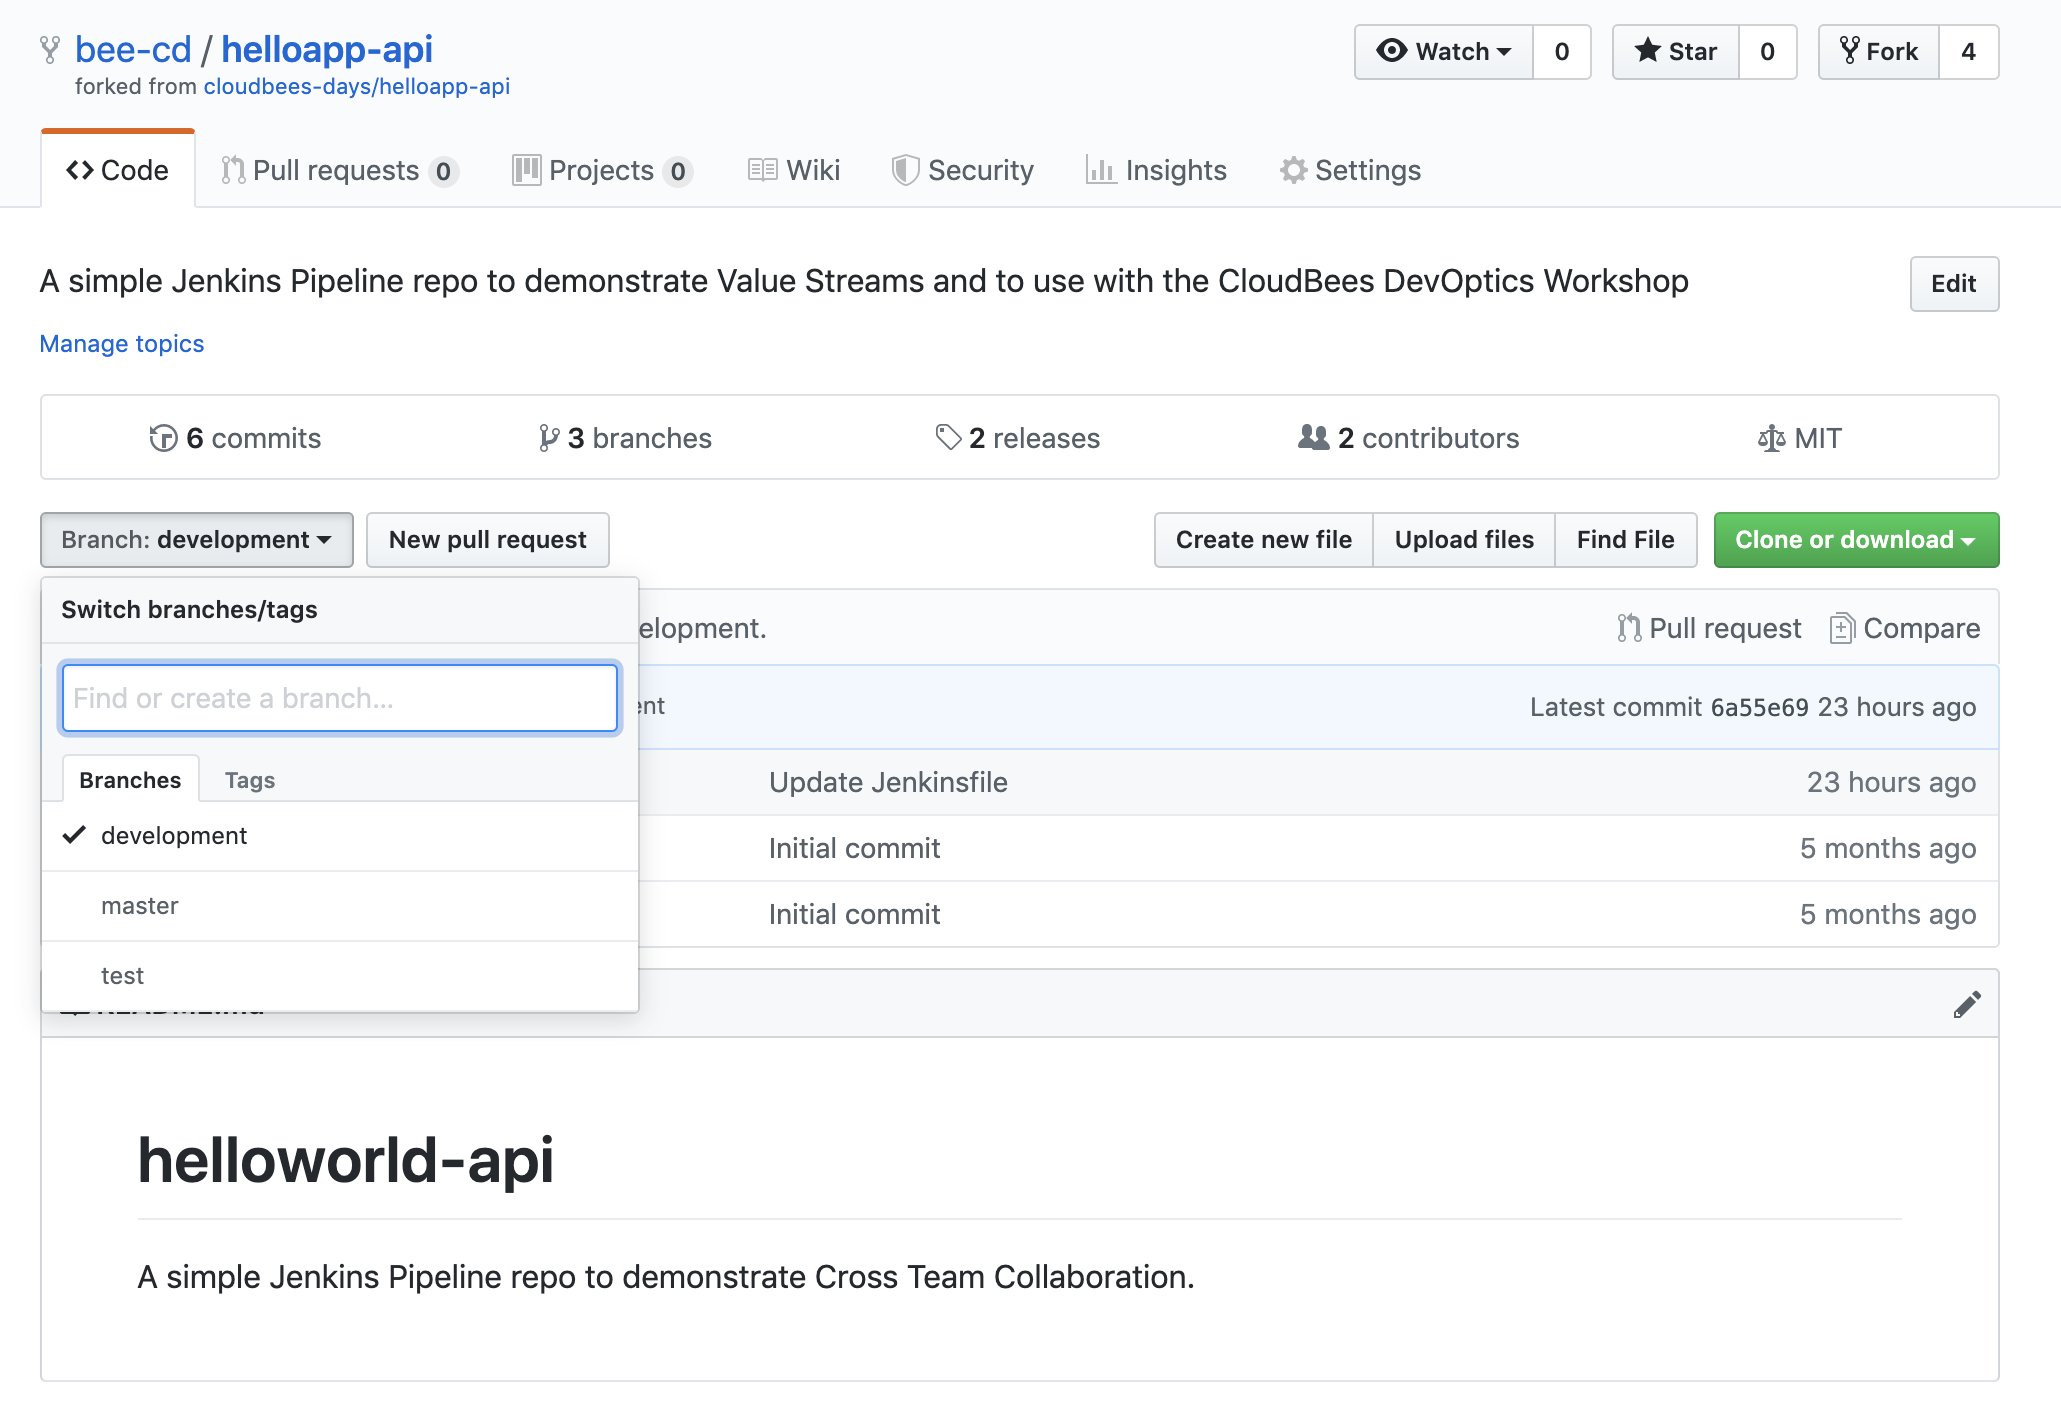 bee-cd / helloapp-api
forked from cloudbees-days/helloapp-api
Watch 0 Star 0 Fork 4
Code Pull requests 0 Projects 0 Wiki Security Insights Settings
A simple Jenkins Pipeline repo to demonstrate Value Streams and to use with the CloudBees DevOptics Workshop
Edit
Manage topics
6 commits 3 branches 2 releases 2 contributors MIT
Branch: development New pull request Create new file Upload files Find File Clone or download
Switch branches/tags
elopment. Pull request Compare
Find or create a branch...
ent Latest commit 6a55e69 23 hours ago
Branches Tags
Update Jenkinsfile 23 hours ago
development
Initial commit 5 months ago
master
Initial commit 5 months ago
test
README.md
helloworld-api
A simple Jenkins Pipeline repo to demonstrate Cross Team Collaboration.